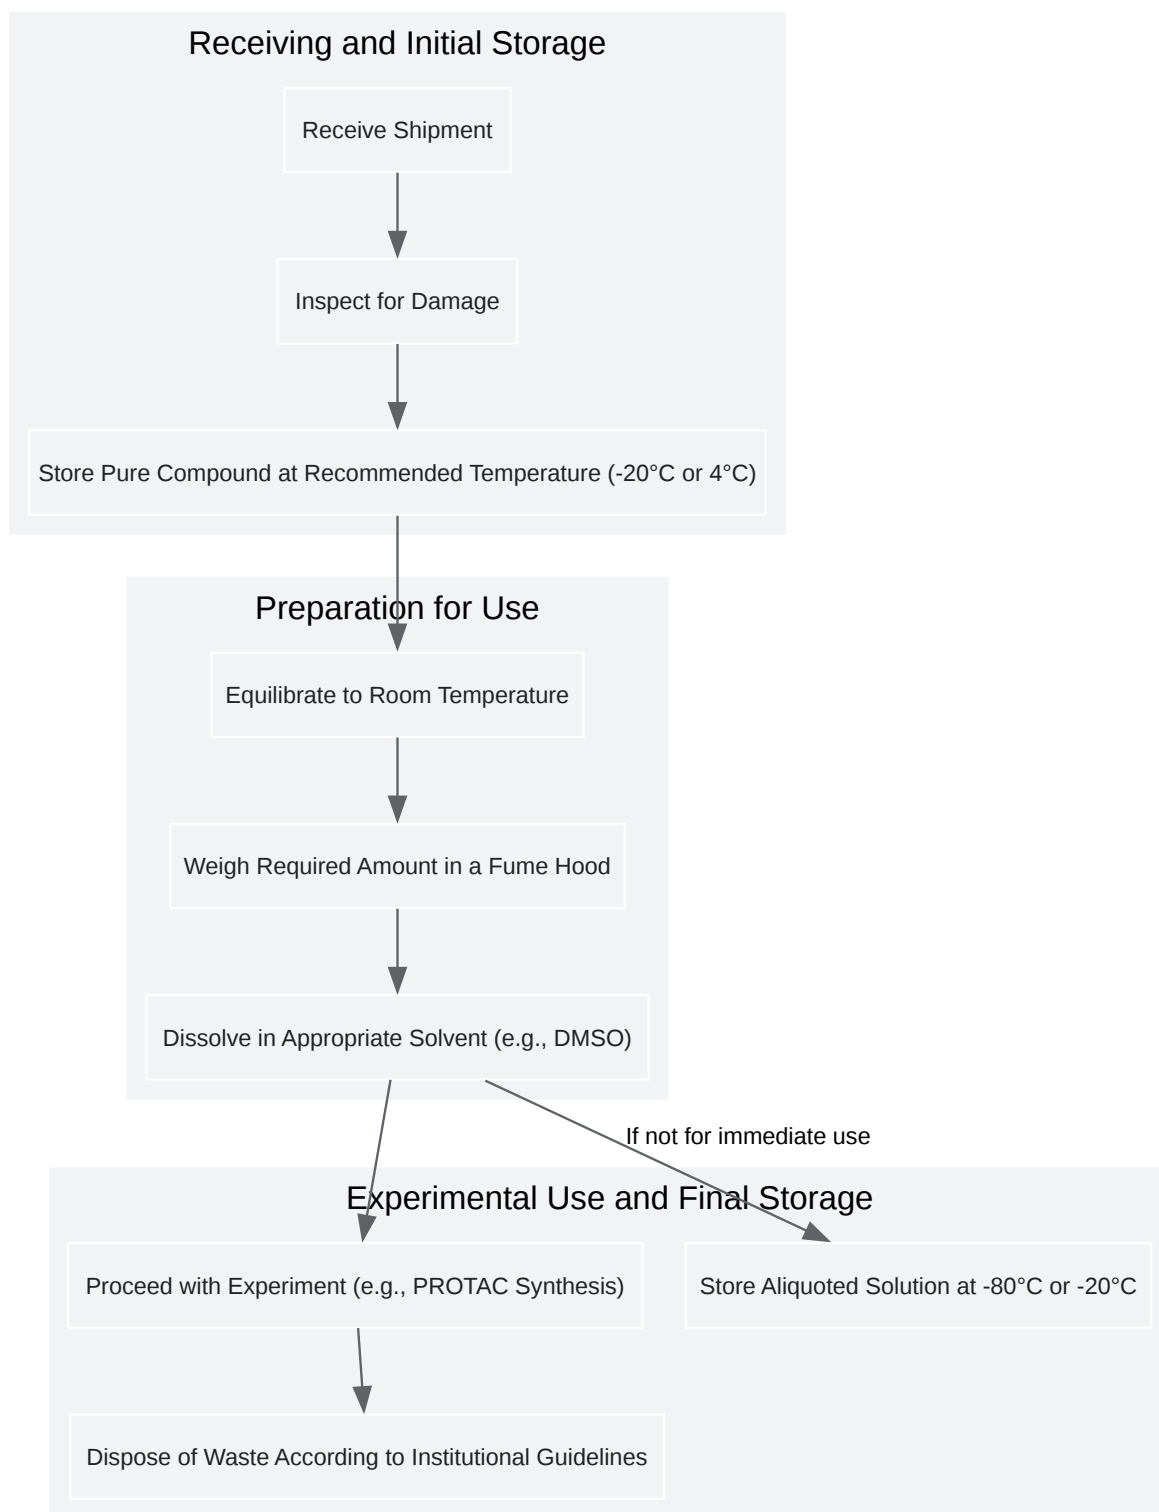 Receiving and Initial Storage
Receive Shipment
Inspect for Damage
Store Pure Compound at Recommended Temperature (-20°C or 4°C)
Preparation for Use
Equilibrate to Room Temperature
Weigh Required Amount in a Fume Hood
Dissolve in Appropriate Solvent (e.g., DMSO)
If not for immediate use
Experimental Use and Final Storage
Proceed with Experiment (e.g., PROTAC Synthesis)
Store Aliquoted Solution at -80°C or -20°C
Dispose of Waste According to Institutional Guidelines